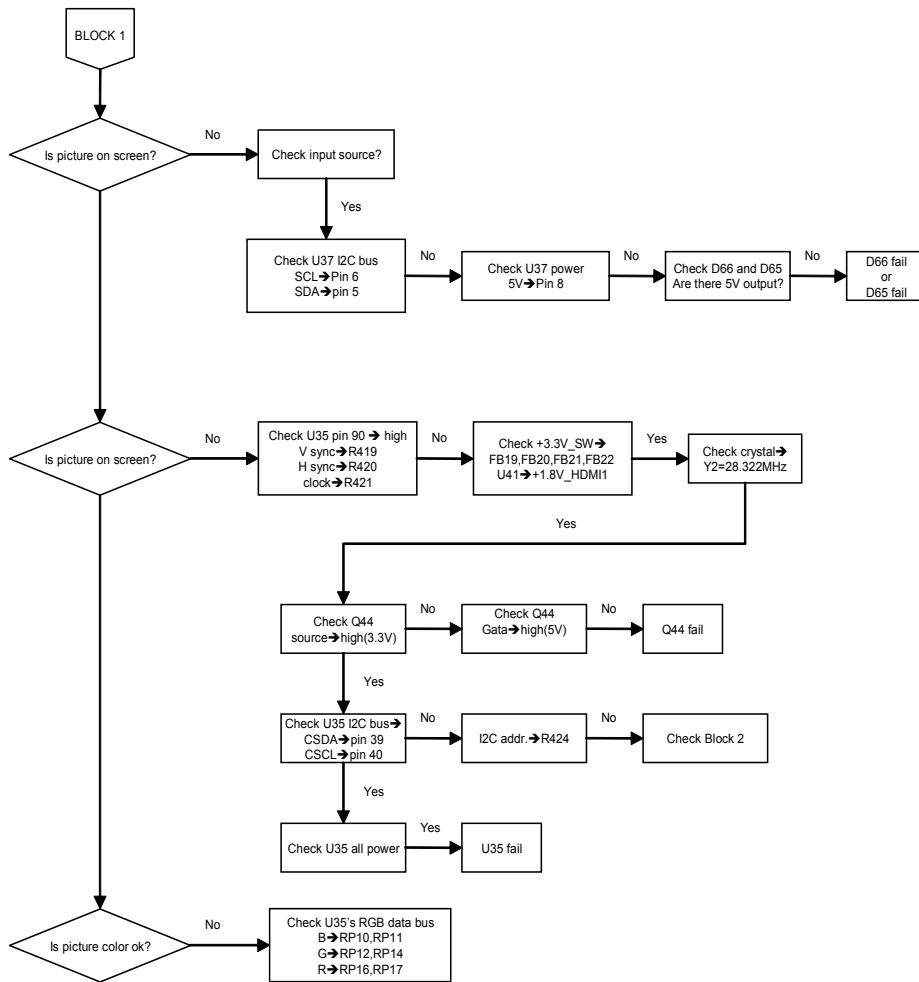 BLOCK 1
Is picture on screen?
No
Check input source?
Yes
Check U37 I2C bus
SCL➔Pin 6
SDA➔pin 5
No
Check U37 power
5V➔Pin 8
No
Check D66 and D65
Are there 5V output?
No
D66 fail
or
D65 fail
Is picture on screen?
No
Check U35 pin 90 ➔ high
V sync➔R419
H sync➔R420
clock➔R421
No
Check +3.3V_SW➔
FB19,FB20,FB21,FB22
U41➔+1.8V_HDMI1
Yes
Check crystal➔
Y2=28.322MHz
Yes
Check Q44
source➔high(3.3V)
No
Check Q44
Gata➔high(5V)
No
Q44 fail
Yes
Check U35 I2C bus➔
CSDA➔pin 39
CSCL➔pin 40
No
I2C addr.➔R424
No
Check Block 2
Yes
Check U35 all power
Yes
U35 fail
Is picture color ok?
No
Check U35's RGB data bus
B➔RP10,RP11
G➔RP12,RP14
R➔RP16,RP17